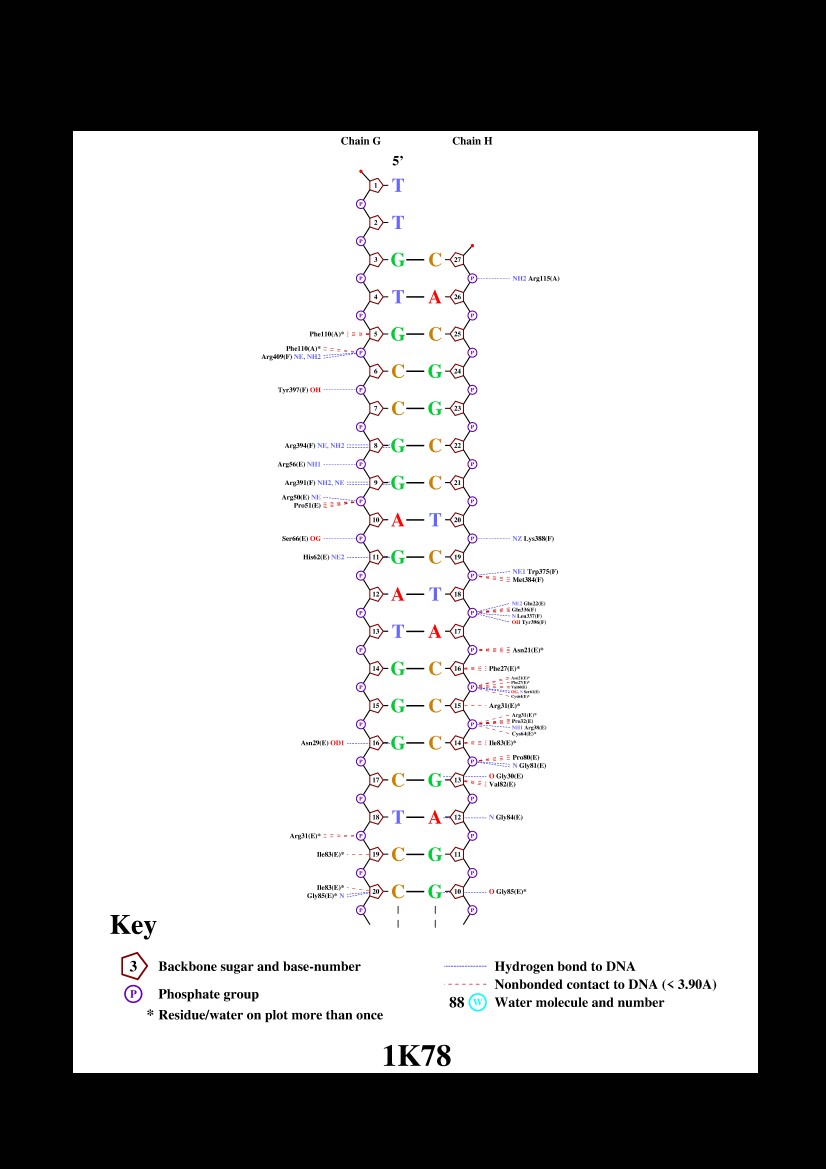 Chain G Chain H
5’
1 T
P
2 T
P
3 G C 27
P P NH2 Arg115(A)
4 T A 26
P P
Phe110(A)* 5 G C 25
Phe110(A)*
P P
Arg409(F) NE, NH2
6 C G 24
Tyr397(F) OH P P
7 C G 23
P P
Arg394(F) NE, NH2 8 G C 22
Arg56(E) NH1 P P
Arg391(F) NH2, NE 9 G C 21
Arg50(E) NE
P P
Pro51(E)
10 A T 20
Ser66(E) OG P P NZ Lys388(F)
His62(E) NE2 11 G C 19
NE1 Trp375(F)
P P
Met384(F)
12 A T 18
NE2 Gln22(E)
Gln336(F)
P P
N Leu337(F)
OH Tyr396(F)
13 T A 17
P P Asn21(E)*
14 G C 16 Phe27(E)*
Asn21(E)*
Phe27(E)*
P P
OG, N Ser61(E)
Cys64(E)*
15 G C 15 Arg31(E)*
Arg31(E)*
Pro32(E)
P P
NH1 Arg38(E)
Cys64(E)*
Asn29(E) OD1 16 G C 14 Ile83(E)*
Pro80(E)
P P
N Gly81(E)
O Gly30(E)
17 C G 13
Val82(E)
P P
18 T A 12 N Gly84(E)
Arg31(E)* P P
Ile83(E)* 19 C G 11
P P
Ile83(E)*
20 C G 10 O Gly85(E)*
Gly85(E)* N
P P
Key
3 Backbone sugar and base-number
P Phosphate group
* Residue/water on plot more than once
Hydrogen bond to DNA
Nonbonded contact to DNA (< 3.90A)
88 W Water molecule and number
1K78